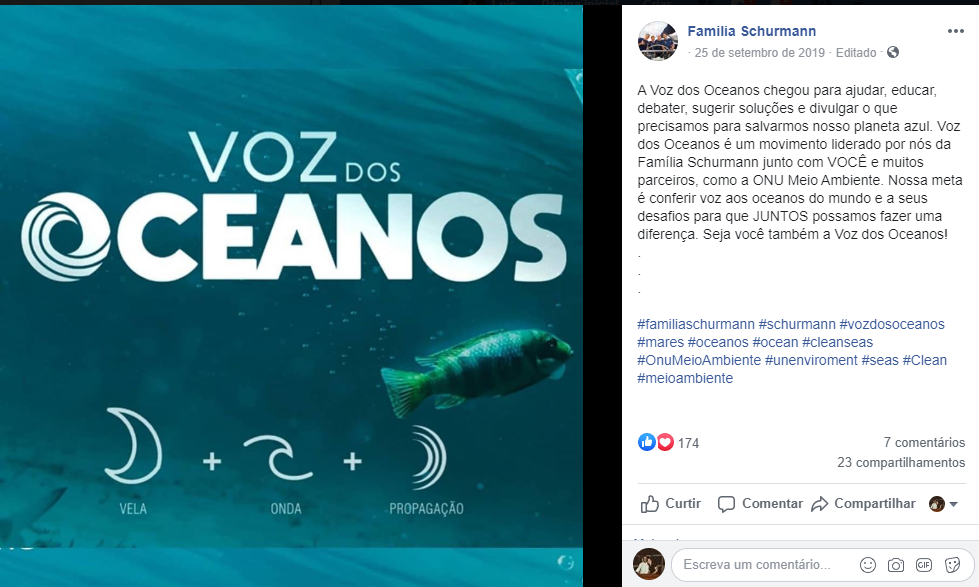 VOZ DOS
OCEANOS
VELA
+
ONDA
+
PROPAGAÇÃO
Familia Schurmann
· 25 de setembro de 2019 · Editado ·
A Voz dos Oceanos chegou para ajudar, educar,
debater, sugerir soluções e divulgar o que
precisamos para salvarmos nosso planeta azul. Voz
dos Oceanos é um movimento liderado por nós da
Família Schurmann junto com VOCÊ e muitos
parceiros, como a ONU Meio Ambiente. Nossa meta
é conferir voz aos oceanos do mundo e a seus
desafios para que JUNTOS possamos fazer uma
diferença. Seja você também a Voz dos Oceanos!
.
.
.
#familiaschurmann #schurmann #vozdosoceanos
#mares #oceanos #ocean #cleanseas
#OnuMeioAmbiente #unenviroment #seas #Clean
#meioambiente
174
7 comentários
23 compartilhamentos
Curtir
Comentar
Compartilhar
Escreva um comentário...
GIF